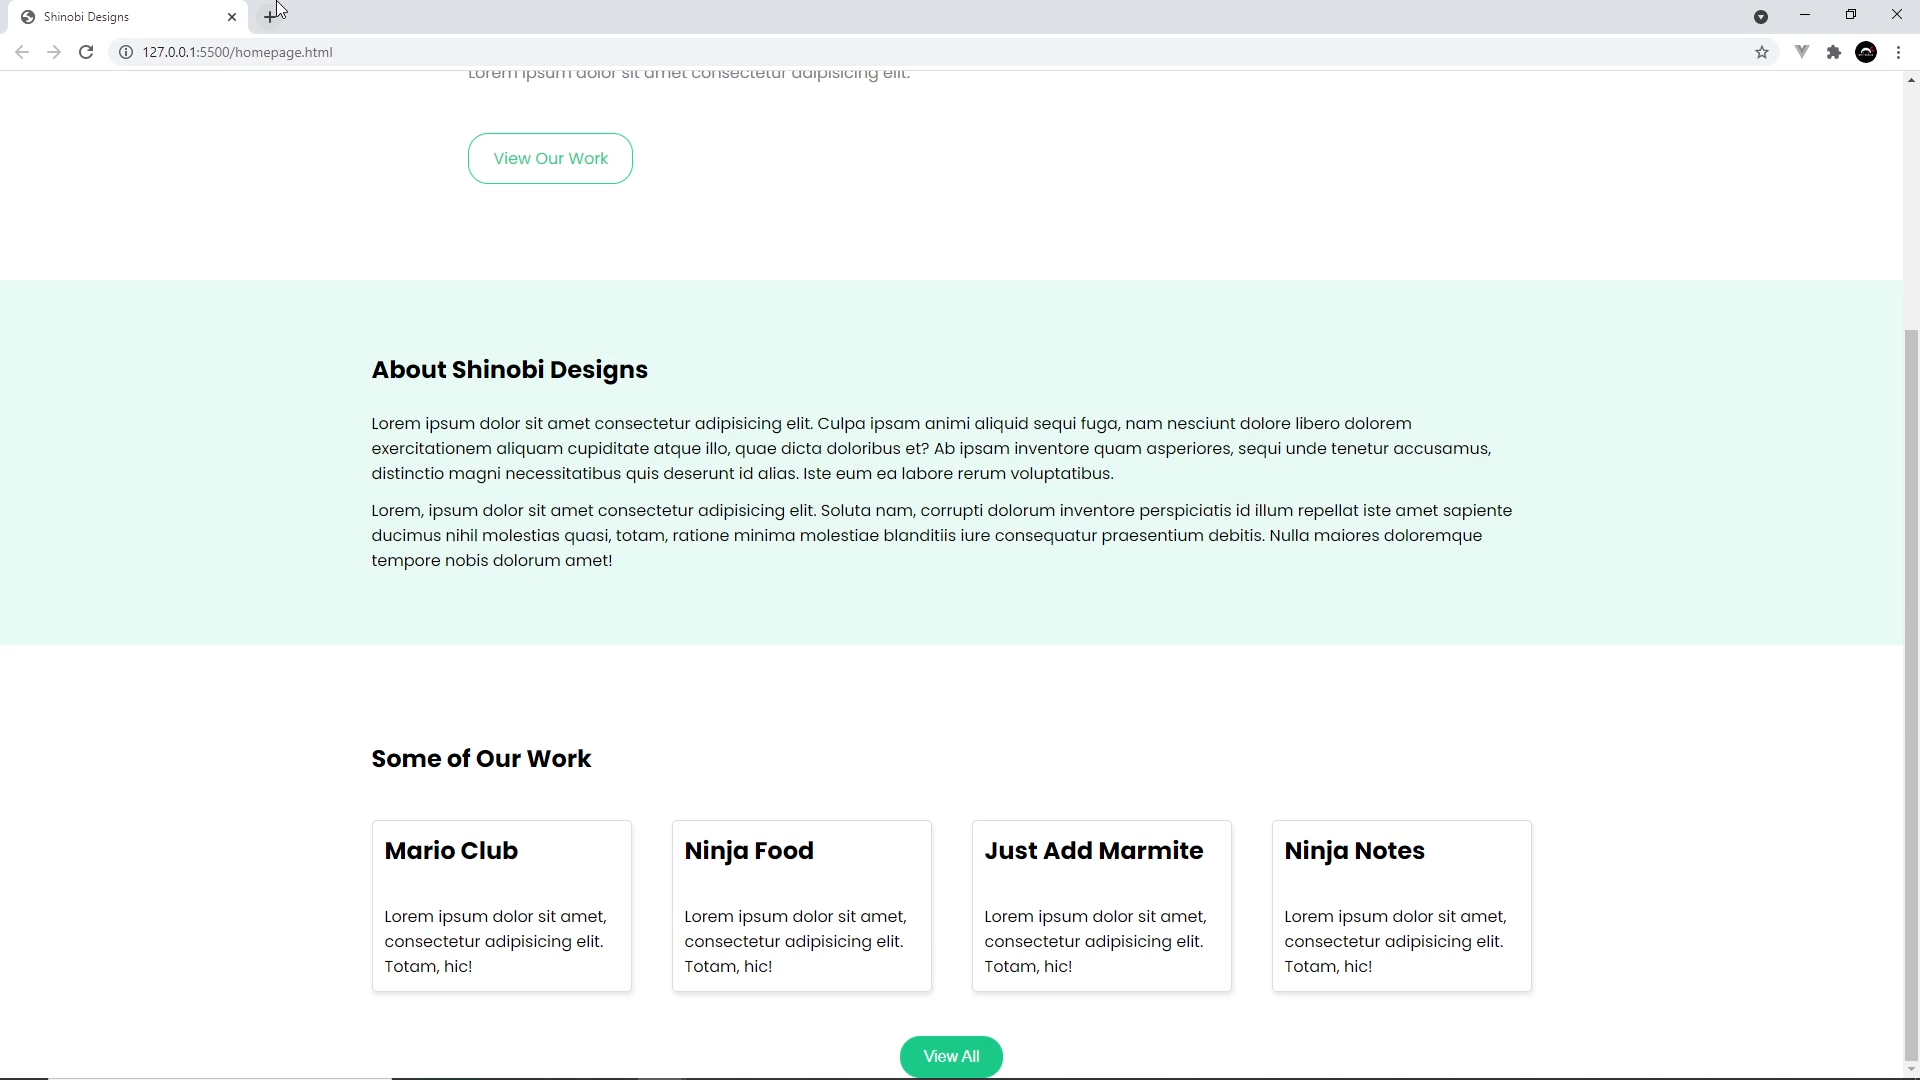 Shinobi Designs
127.0.0.1:5500/homepage.html
Lorem ipsum dolor sit amet consectetur adipisicing elit.
View Our Work
About Shinobi Designs
Lorem ipsum dolor sit amet consectetur adipisicing elit. Culpa ipsam animi aliquid sequi fuga, nam nesciunt dolore libero dolorem
exercitationem aliquam cupiditate atque illo, quae dicta doloribus et? Ab ipsam inventore quam asperiores, sequi unde tenetur accusamus,
distinctio magni necessitatibus quis deserunt id alias. Iste eum ea labore rerum voluptatibus.
Lorem, ipsum dolor sit amet consectetur adipisicing elit. Soluta nam, corrupti dolorum inventore perspiciatis id illum repellat iste amet sapiente
ducimus nihil molestias quasi, totam, ratione minima molestiae blanditiis iure consequatur praesentium debitis. Nulla maiores doloremque
tempore nobis dolorum amet!
Some of Our Work
Mario Club
Lorem ipsum dolor sit amet,
consectetur adipisicing elit.
Totam, hic!
Ninja Food
Lorem ipsum dolor sit amet,
consectetur adipisicing elit.
Totam, hic!
Just Add Marmite
Lorem ipsum dolor sit amet,
consectetur adipisicing elit.
Totam, hic!
Ninja Notes
Lorem ipsum dolor sit amet,
consectetur adipisicing elit.
Totam, hic!
View All